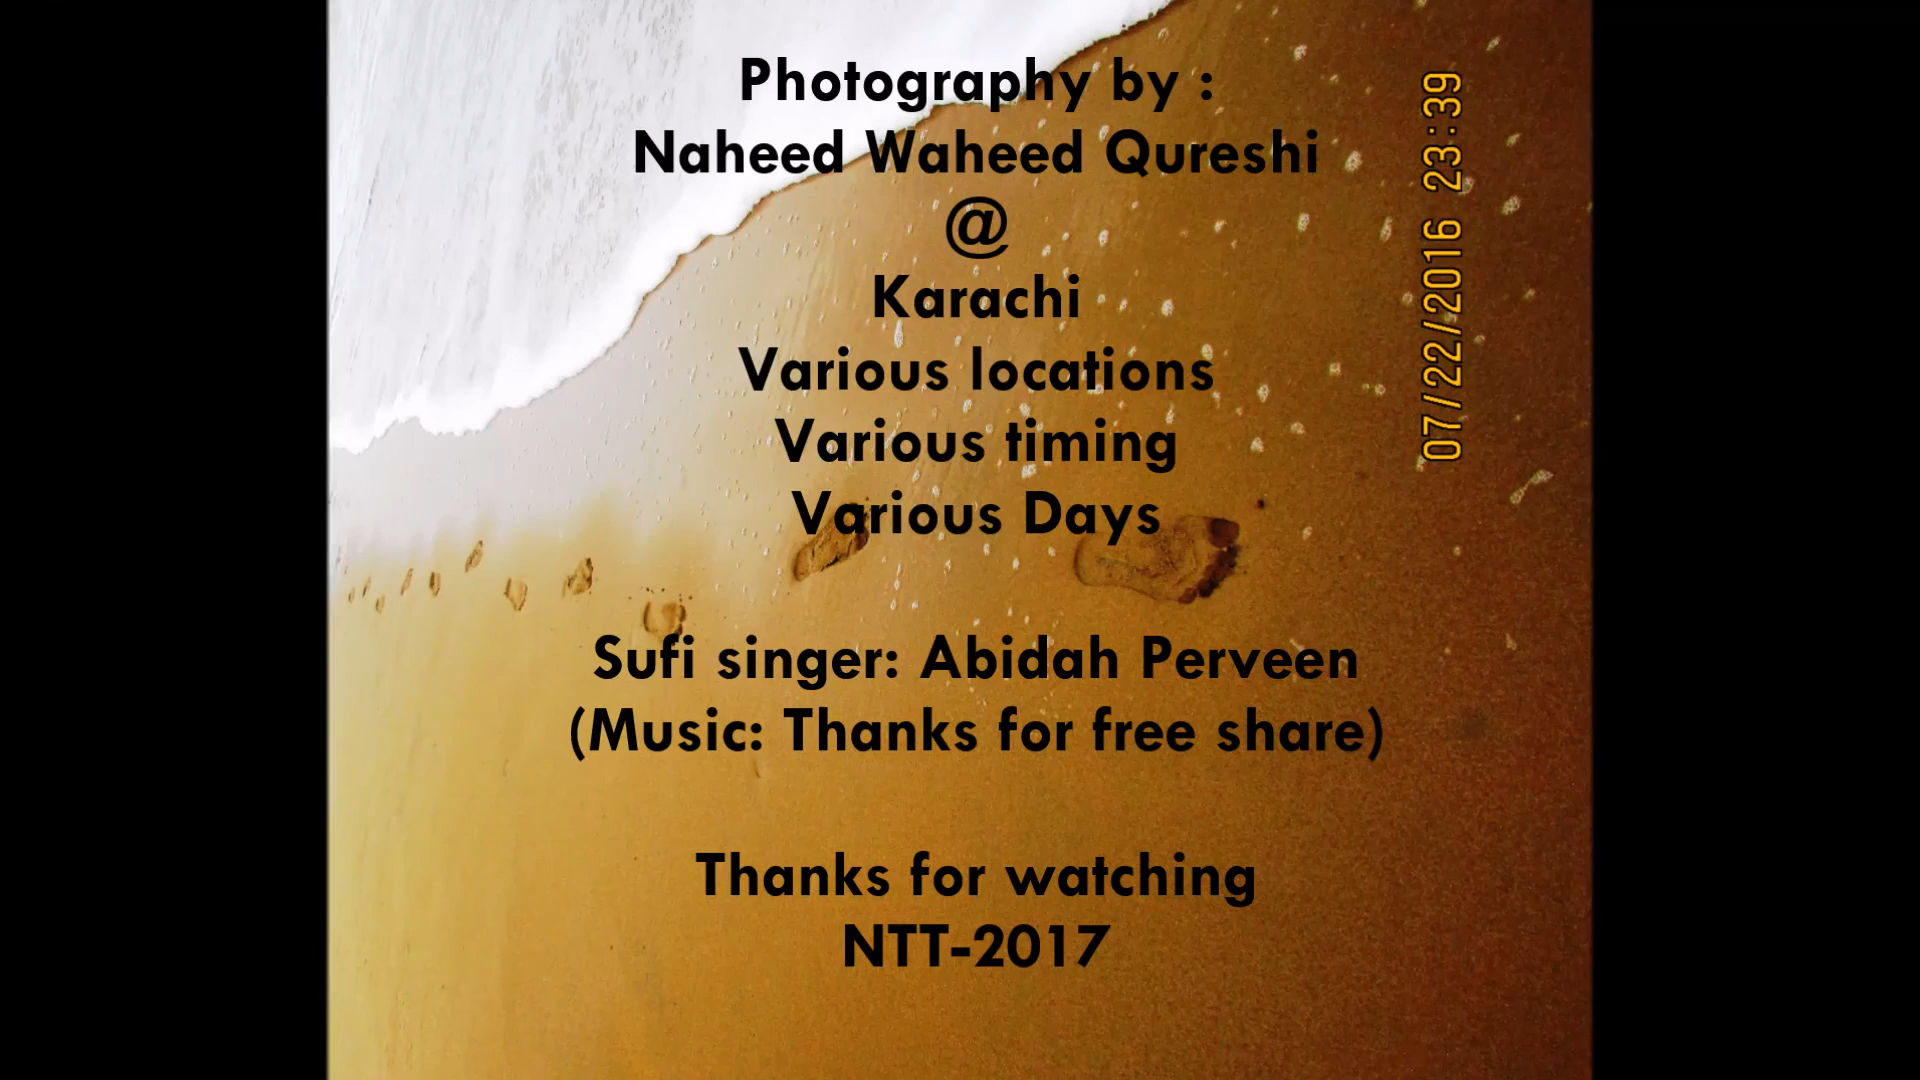 Photography by :
Naheed Waheed Qureshi
@
Karachi
Various locations
Various timing
Various Days
Sufi singer: Abidah Perveen
(Music: Thanks for free share)
Thanks for watching
NTT-2017
07/22/2016 23:39